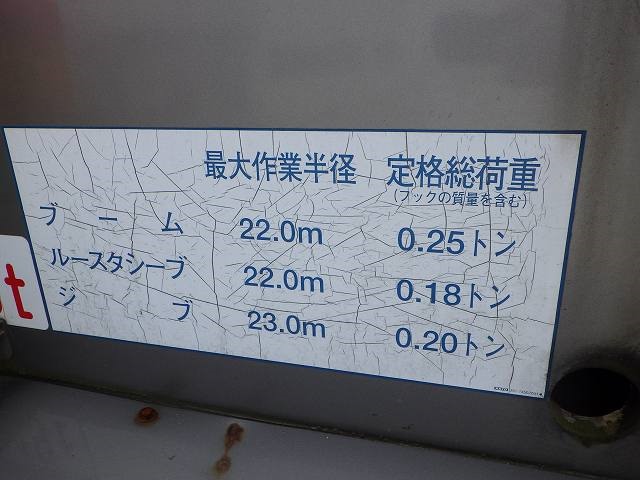 最大作業半径 定格総荷重
(フックの質量を含む)
ブーム 22.0m 0.25トン
ルースタシーブ 22.0m 0.18トン
ジブ 23.0m 0.20トン